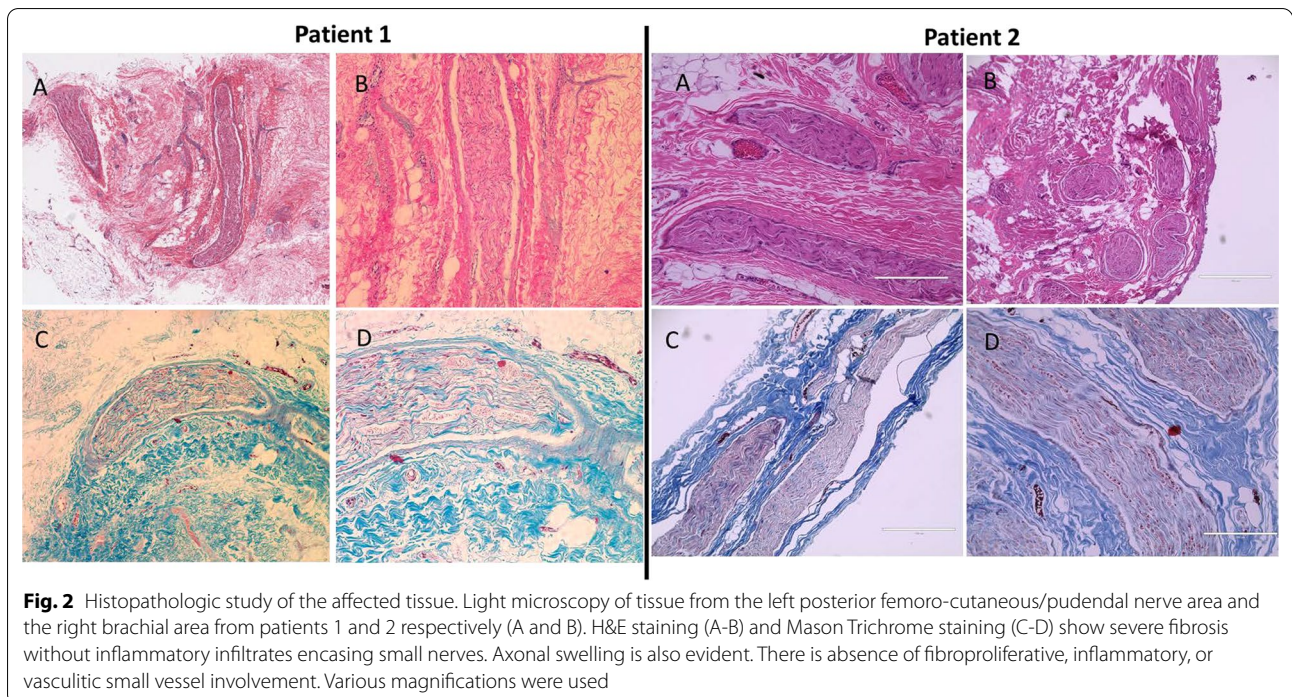 Patient 1
Patient 2
A
B
A
B
C
D
C
D
Fig. 2 Histopathologic study of the affected tissue. Light microscopy of tissue from the left posterior femoro-cutaneous/pudendal nerve area and
the right brachial area from patients 1 and 2 respectively (A and B). H&E staining (A-B) and Mason Trichrome staining (C-D) show severe fibrosis
without inflammatory infiltrates encasing small nerves. Axonal swelling is also evident. There is absence of fibroproliferative, inflammatory, or
vasculitic small vessel involvement. Various magnifications were used